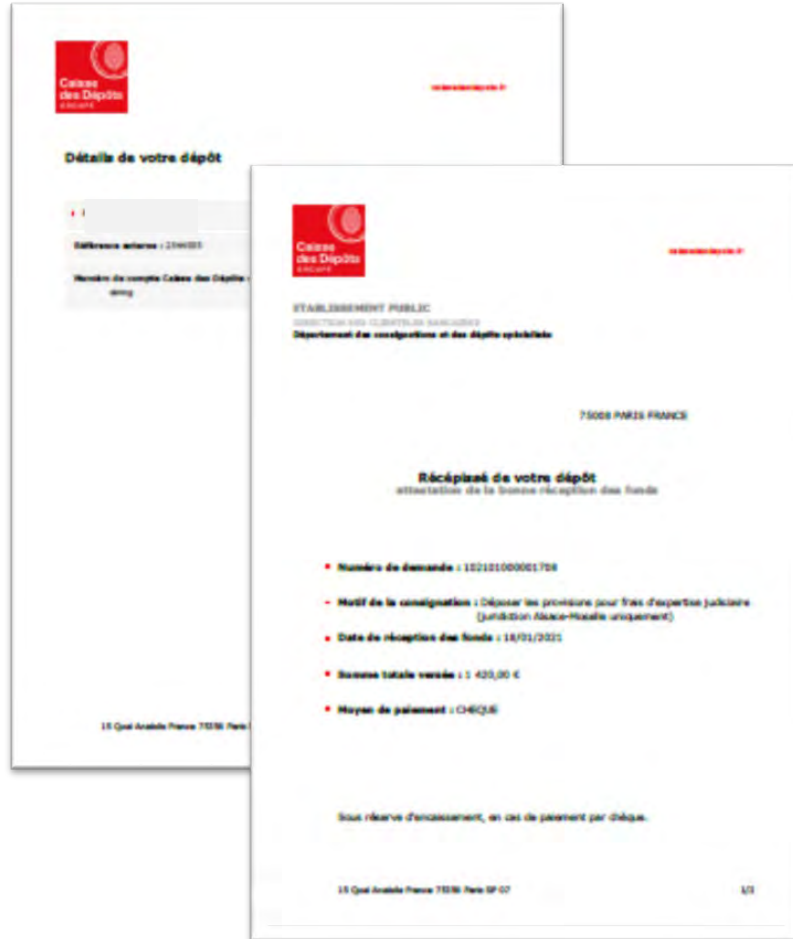 Caisse
des Dépôts
GROUPE
caissedesdepots.fr
Détails de votre dépôt
Référence externe :
Numéro de compte Caisse des Dépôts :
15 Quai Anatole France 75356 Paris
Caisse
des Dépôts
GROUPE
caissedesdepots.fr
ETABLISSEMENT PUBLIC
DIRECTION DES CLIENTELES BANCAIRES
Département des consignations et des dépôts spécialisés
75008 PARIS FRANCE
Récépissé de votre dépôt
attestation de la bonne réception des fonds
Numéro de demande : 102101000001708
Motif de la consignation : Déposer les provisions pour frais d'expertise judiciaire
(juridiction Alsace-Moselle uniquement)
Date de réception des fonds : 18/01/2021
Somme totale versée : 1 420,00 €
Moyen de paiement : CHEQUE
Sous réserve d'encaissement, en cas de paiement par chèque.
15 Quai Anatole France 75356 Paris SP 07
1/2